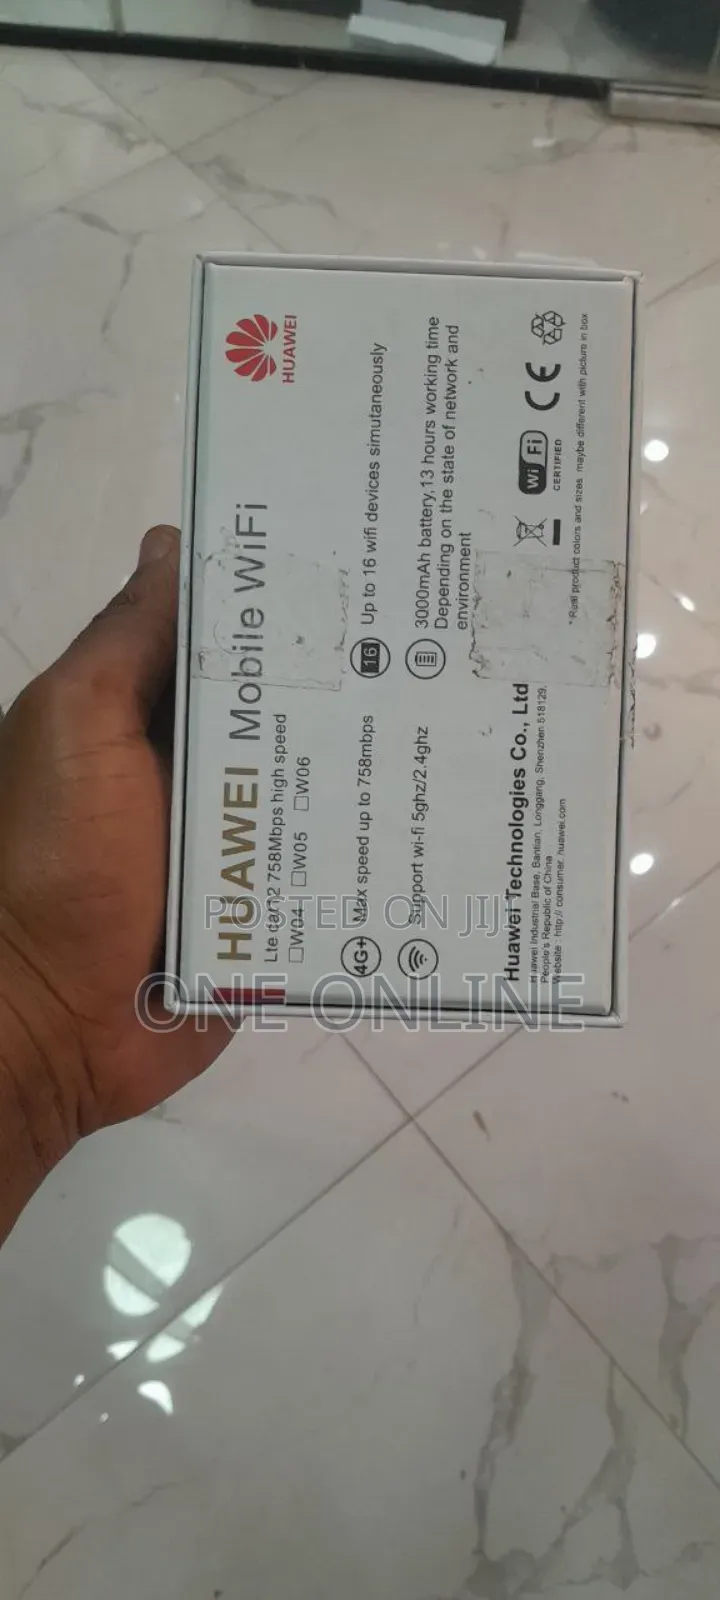 HUAWEI Mobile WiFi
HUAWEI
Lte cat12 758Mbps high speed
□W04 □W05 □W06
4G+ Max speed up to 758mbps
16 Up to 16 wifi devices simutaneously
Support wi-fi 5ghz/2.4ghz
3000mAh battery,13 hours working time
Depending on the state of network and
environment
Huawei Technologies Co., Ltd
Huawei Industrial Base, Bantian, Longgang, Shenzhen 518129,
People's Republic of China
Website : http:// consumer. huawei.com
Wi Fi
CERTIFIED
CE
*Real product colors and sizes maybe different with picture in box
POSTED ON JIJI
ONE ONLINE